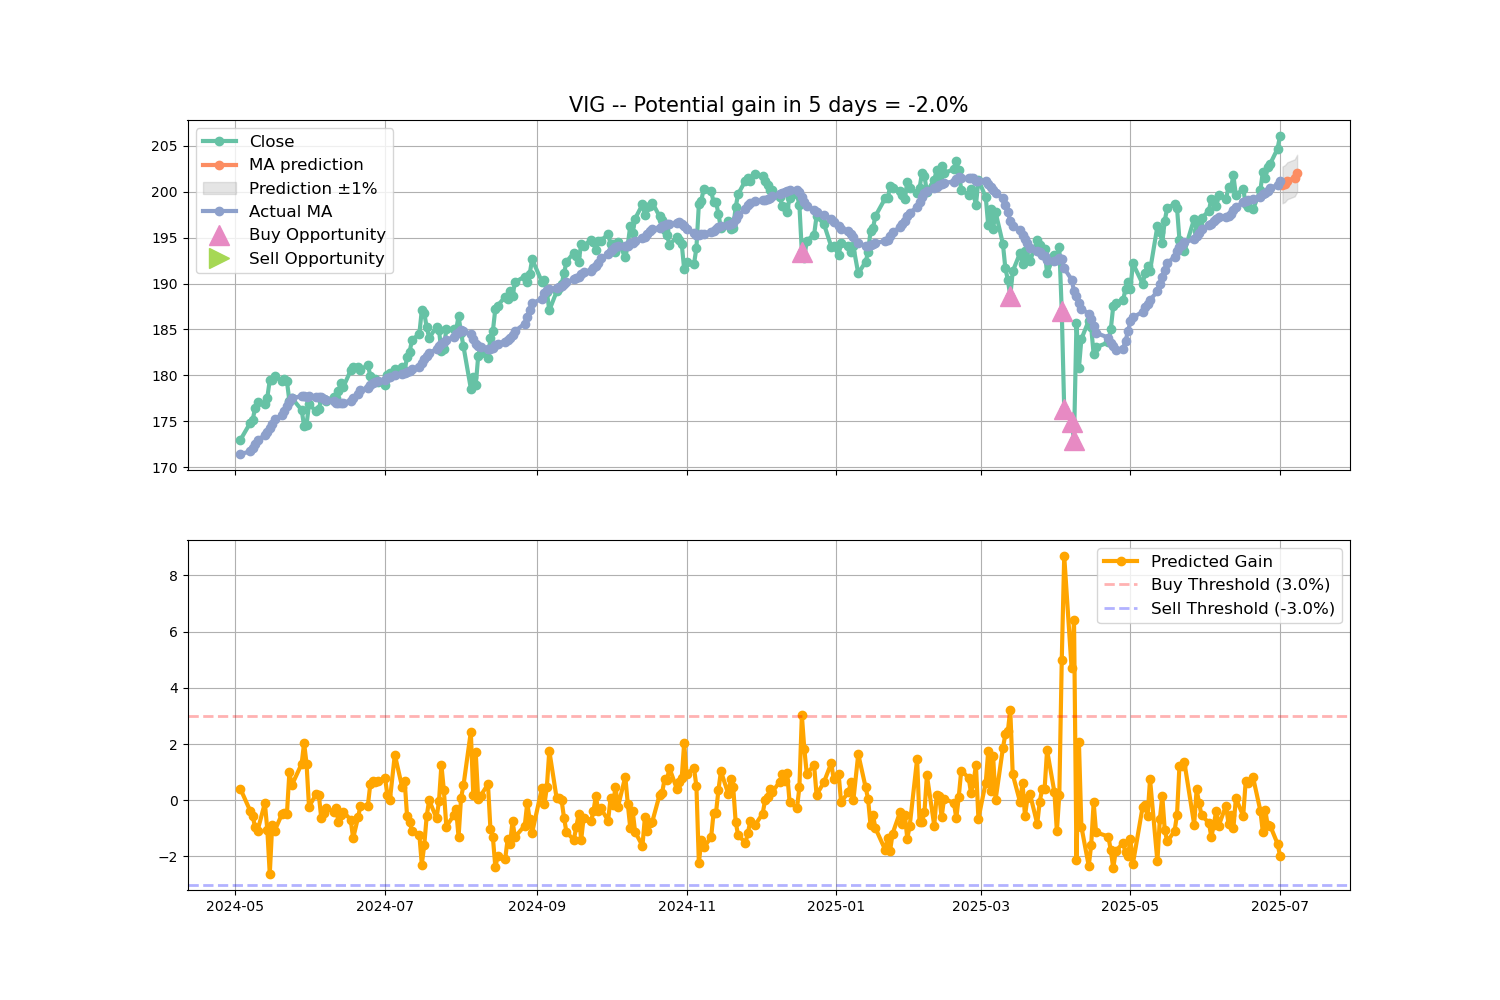 VIG -- Potential gain in 5 days = -2.0%
Close
MA prediction
Prediction ±1%
Actual MA
Buy Opportunity
Sell Opportunity
205
200
195
190
185
180
175
170
Predicted Gain
Buy Threshold (3.0%)
Sell Threshold (-3.0%)
8
6
4
2
0
−2
2024-05 2024-07 2024-09 2024-11 2025-01 2025-03 2025-05 2025-07